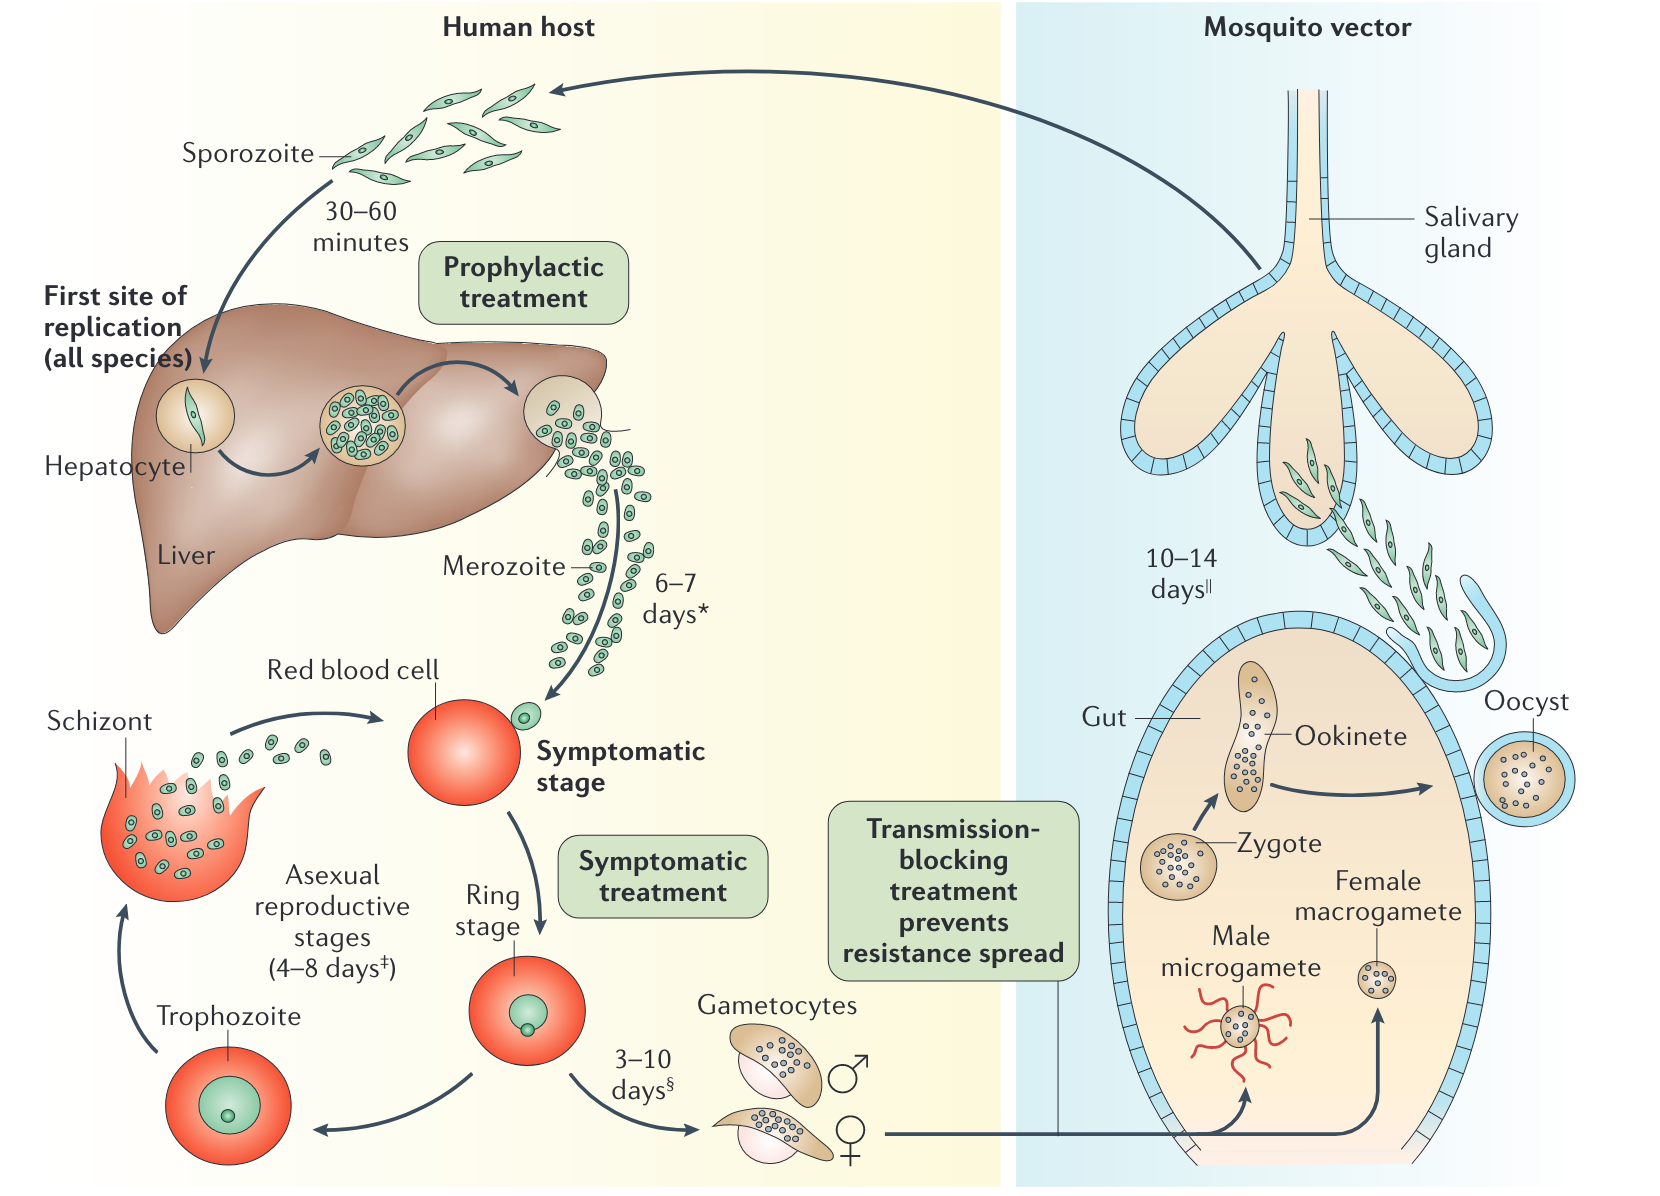 Human host
Mosquito vector
Sporozoite
30–60
minutes
Prophylactic
treatment
First site of
replication
(all species)
Hepatocyte
Liver
Merozoite
6–7
days*
Red blood cell
Schizont
Symptomatic
stage
Symptomatic
treatment
Ring
stage
Asexual
reproductive
stages
(4–8 days‡)
Trophozoite
3–10
days§
Gametocytes
♂
♀
Transmission-
blocking
treatment
prevents
resistance spread
Salivary
gland
10–14
days||
Gut
Oocyst
Ookinete
Zygote
Female
macrogamete
Male
microgamete